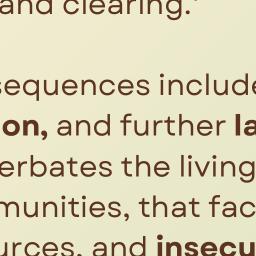 and clearing."
sequences include
on, and further la
erbates the living
munities, that fac
urces, and insecu